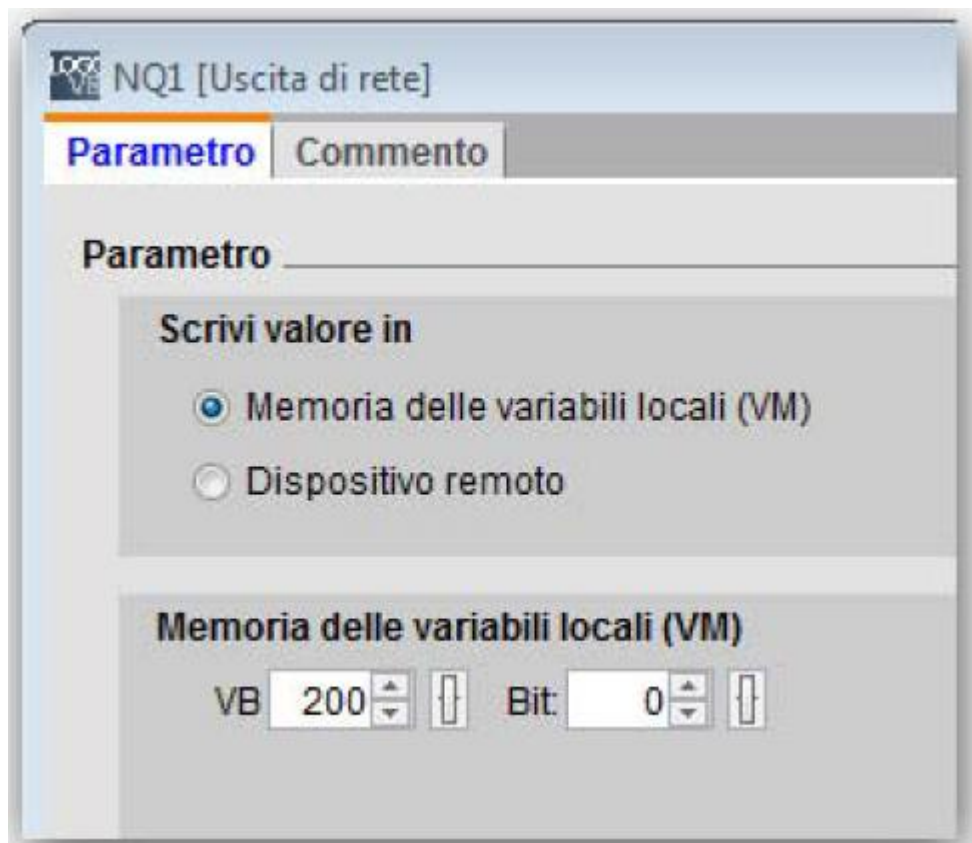 NQ1 [Uscita di rete]
Parametro Commento
Parametro
Scrivi valore in
Memoria delle variabili locali (VM)
Dispositivo remoto
Memoria delle variabili locali (VM)
VB 200 Bit: 0